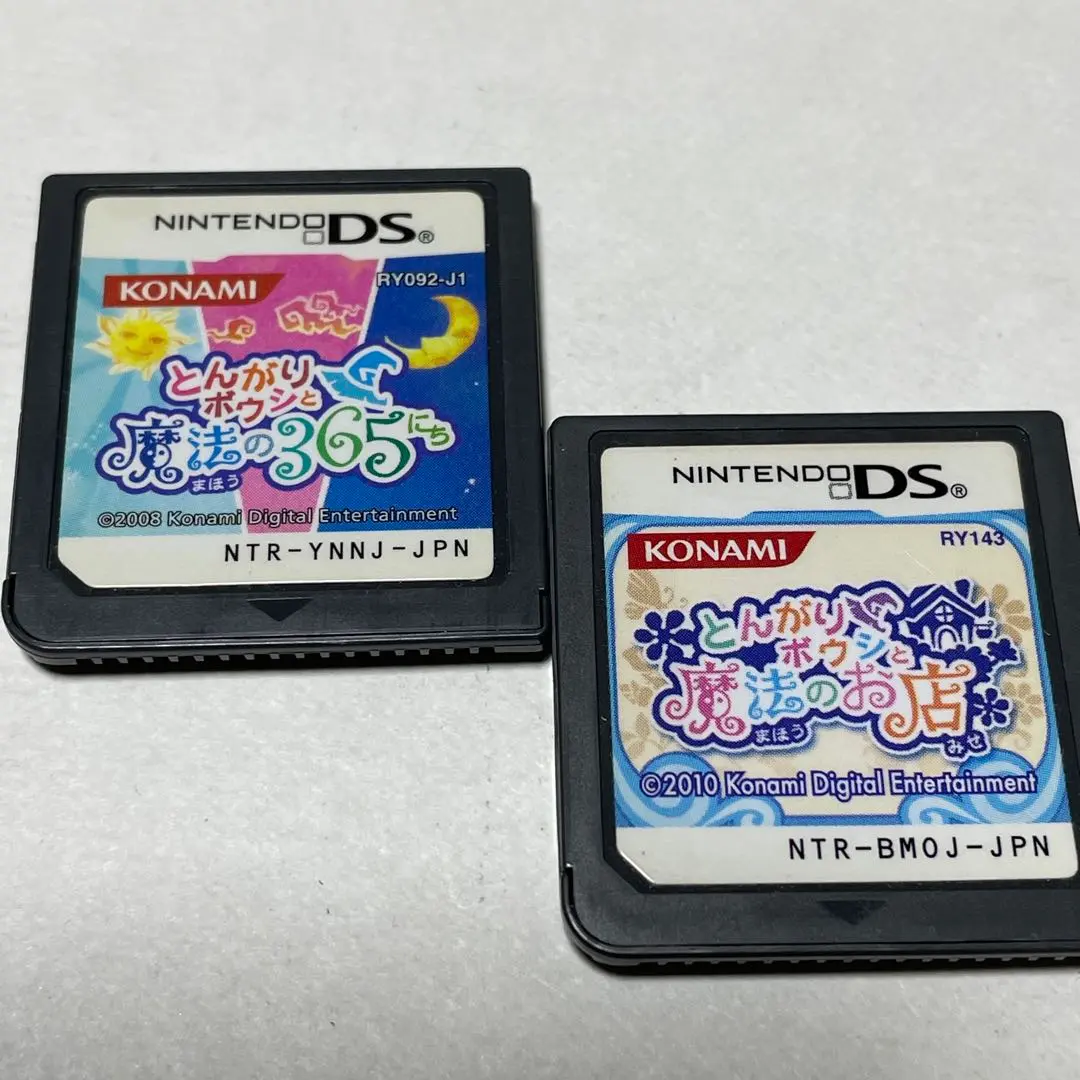 NINTENDO DS®
KONAMI
RY092-J1
とんがり
ボウシと
魔法の365にち
まほう
©2008 Konami Digital Entertainment
NTR-YNNJ-JPN
NINTENDO DS®
KONAMI
RY143
とんがり
ボウシと
魔法のお店
まほう
みせ
©2010 Konami Digital Entertainment
NTR-BMOJ-JPN